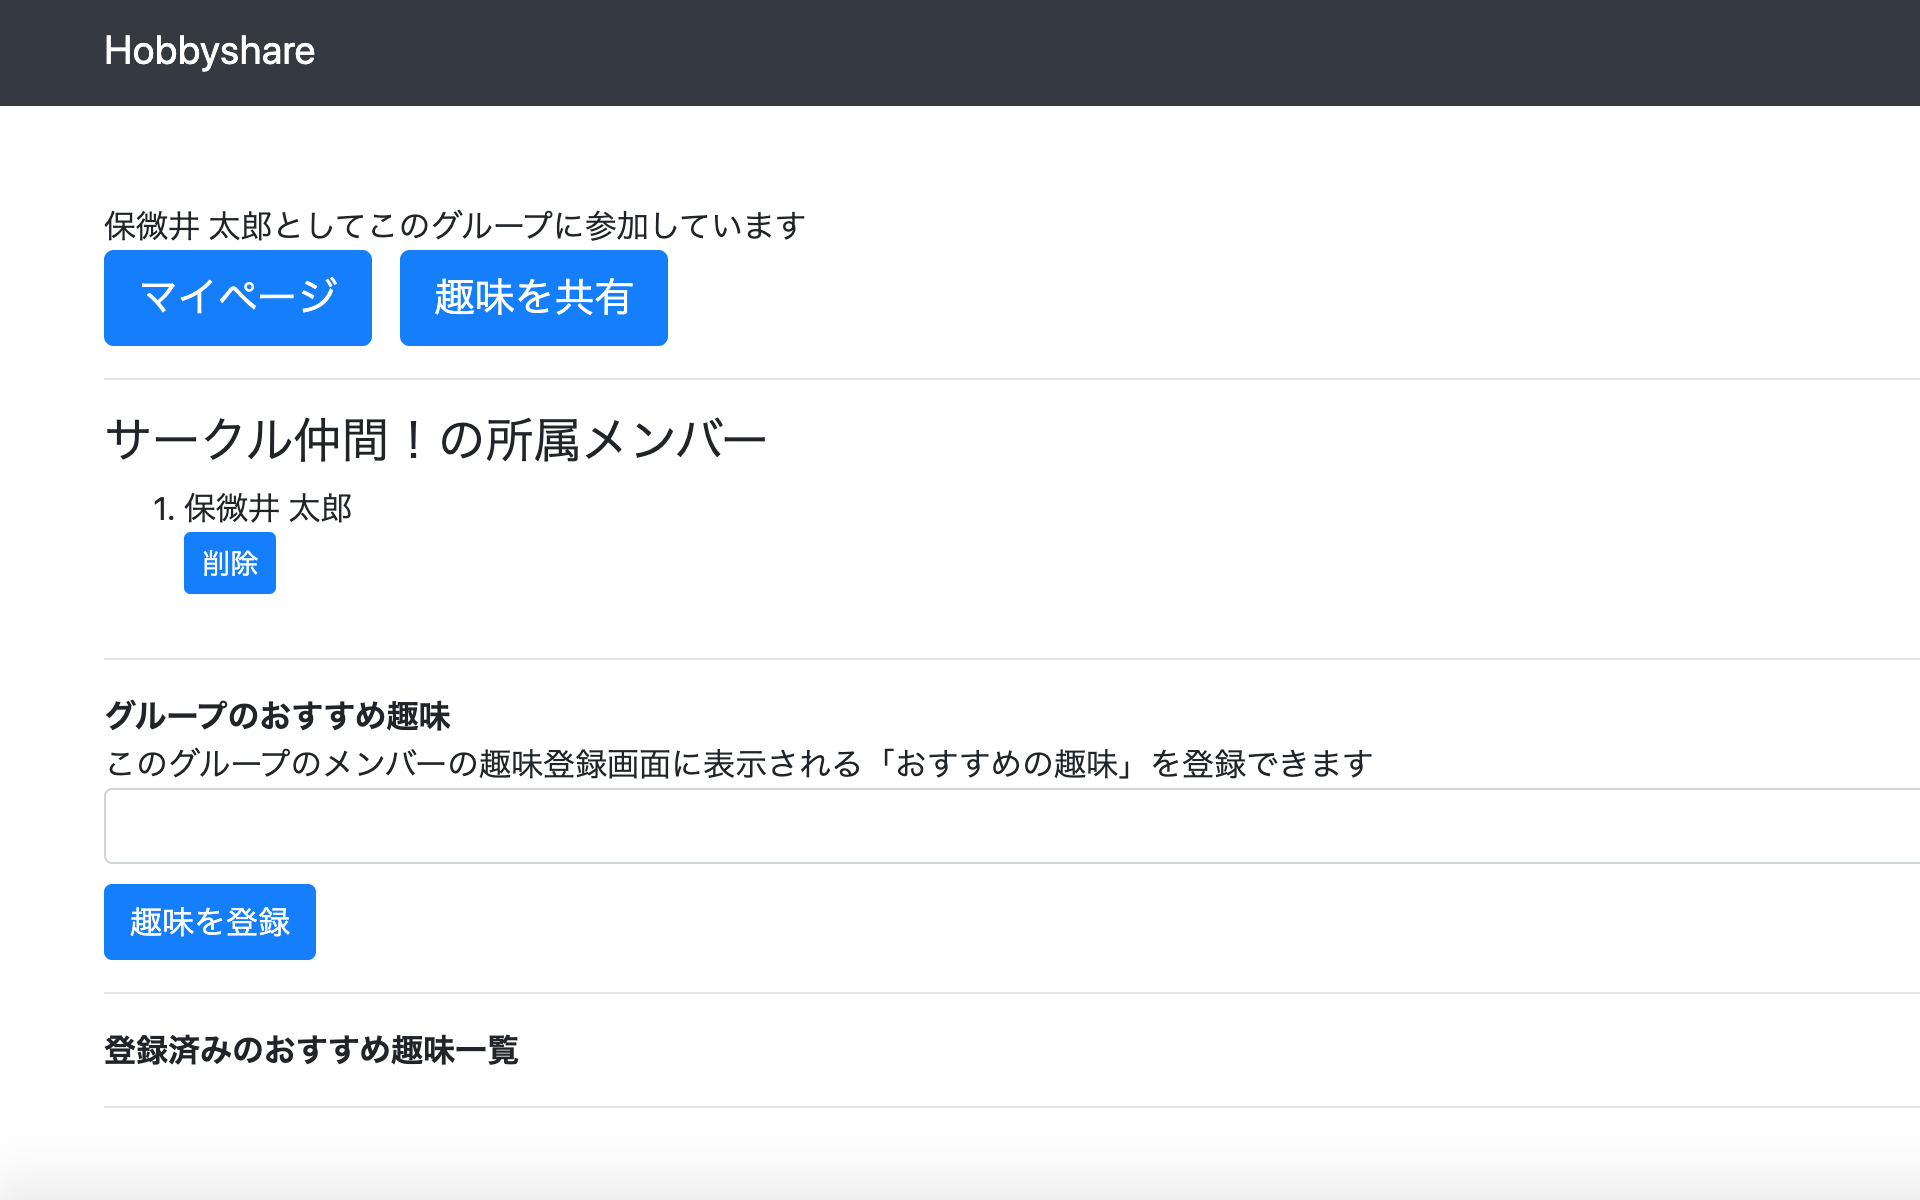 Hobbyshare
保微井 太郎としてこのグループに参加しています
マイページ 趣味を共有
サークル仲間！の所属メンバー
1. 保微井 太郎
削除
グループのおすすめ趣味
このグループのメンバーの趣味登録画面に表示される「おすすめの趣味」を登録できます
趣味を登録
登録済みのおすすめ趣味一覧